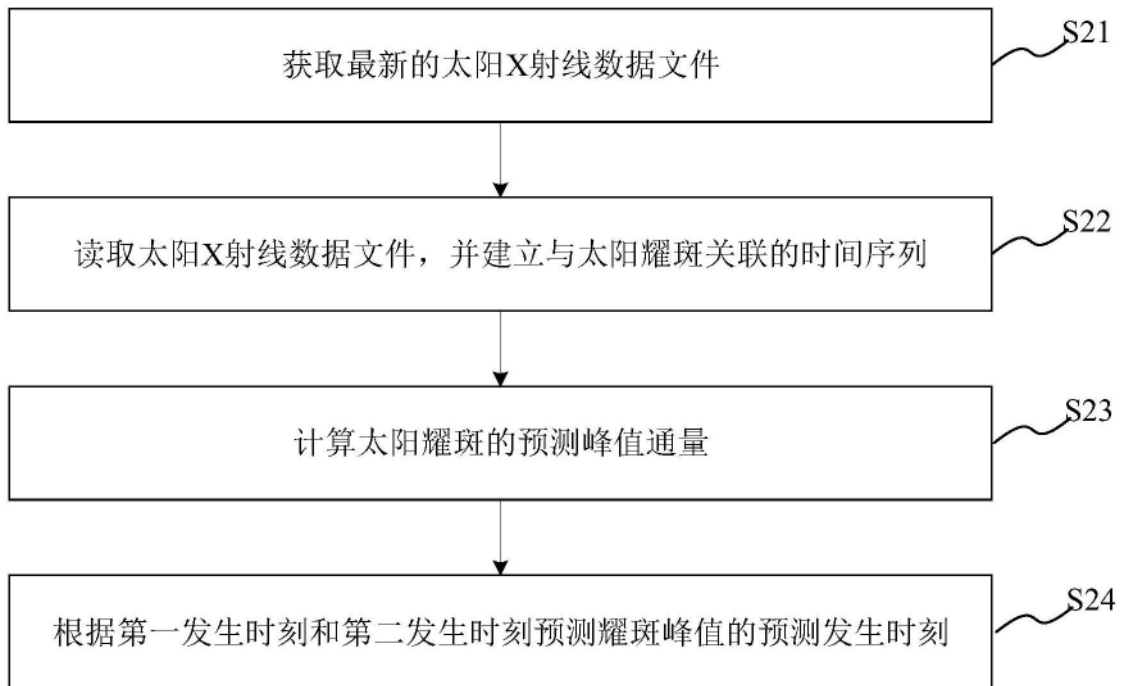 获取最新的太阳X射线数据文件
S21
读取太阳X射线数据文件，并建立与太阳耀斑关联的时间序列
S22
计算太阳耀斑的预测峰值通量
S23
根据第一发生时刻和第二发生时刻预测耀斑峰值的预测发生时刻
S24